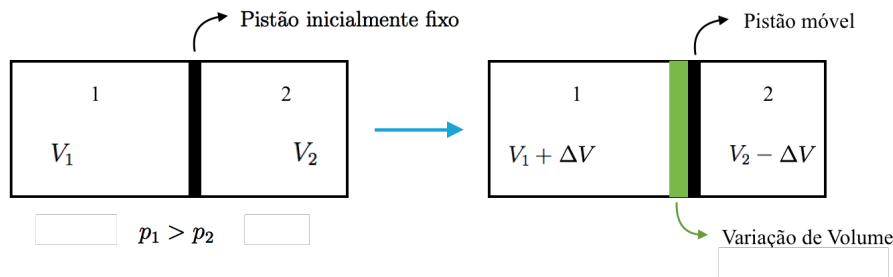 Pistão inicialmente fixo
1
2
V₁
V₂
p₁ > p₂
Pistão móvel
1
2
V₁ + ΔV
V₂ − ΔV
Variação de Volume